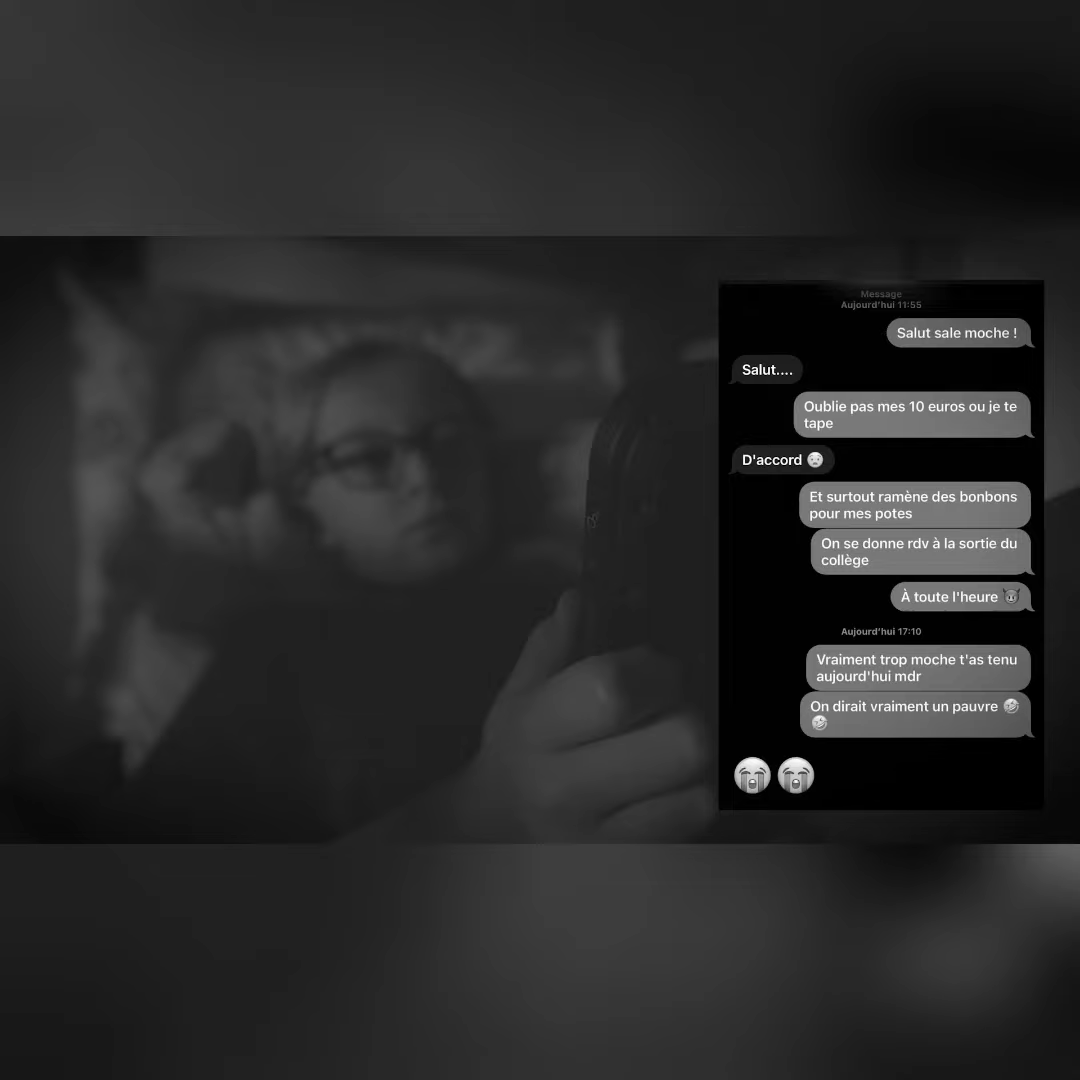 Message
Aujourd'hui 11:55
Salut sale moche !
Salut....
Oublie pas mes 10 euros ou je te
tape
D'accord 😟
Et surtout ramène des bonbons
pour mes potes
On se donne rdv à la sortie du
collège
À toute l'heure 😈
Aujourd'hui 17:10
Vraiment trop moche t'as tenu
aujourd'hui mdr
On dirait vraiment un pauvre 🤣
🤣
😭😭